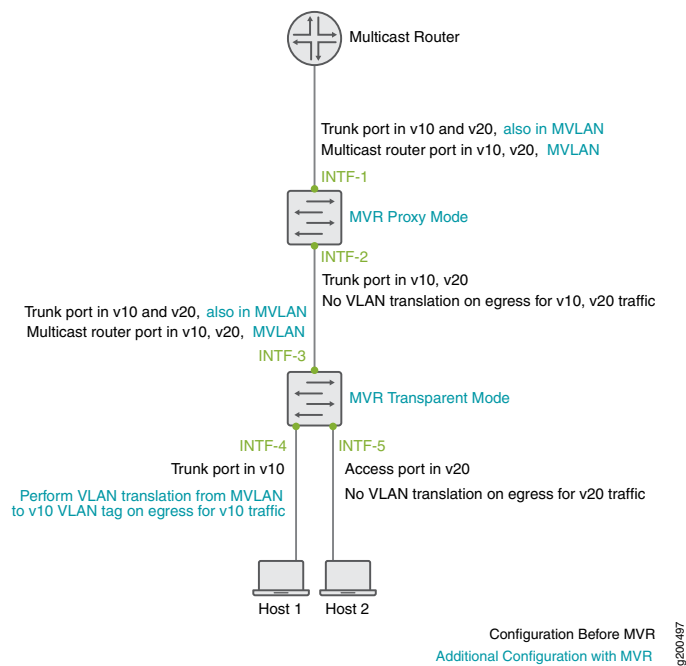 Multicast Router
Trunk port in v10 and v20, also in MVLAN
Multicast router port in v10, v20, MVLAN
INTF-1
MVR Proxy Mode
INTF-2
Trunk port in v10, v20
No VLAN translation on egress for v10, v20 traffic
Trunk port in v10 and v20, also in MVLAN
Multicast router port in v10, v20, MVLAN
INTF-3
MVR Transparent Mode
INTF-4
Trunk port in v10
Perform VLAN translation from MVLAN
to v10 VLAN tag on egress for v10 traffic
INTF-5
Access port in v20
No VLAN translation on egress for v20 traffic
Host 1
Host 2
Configuration Before MVR
Additional Configuration with MVR
g200497